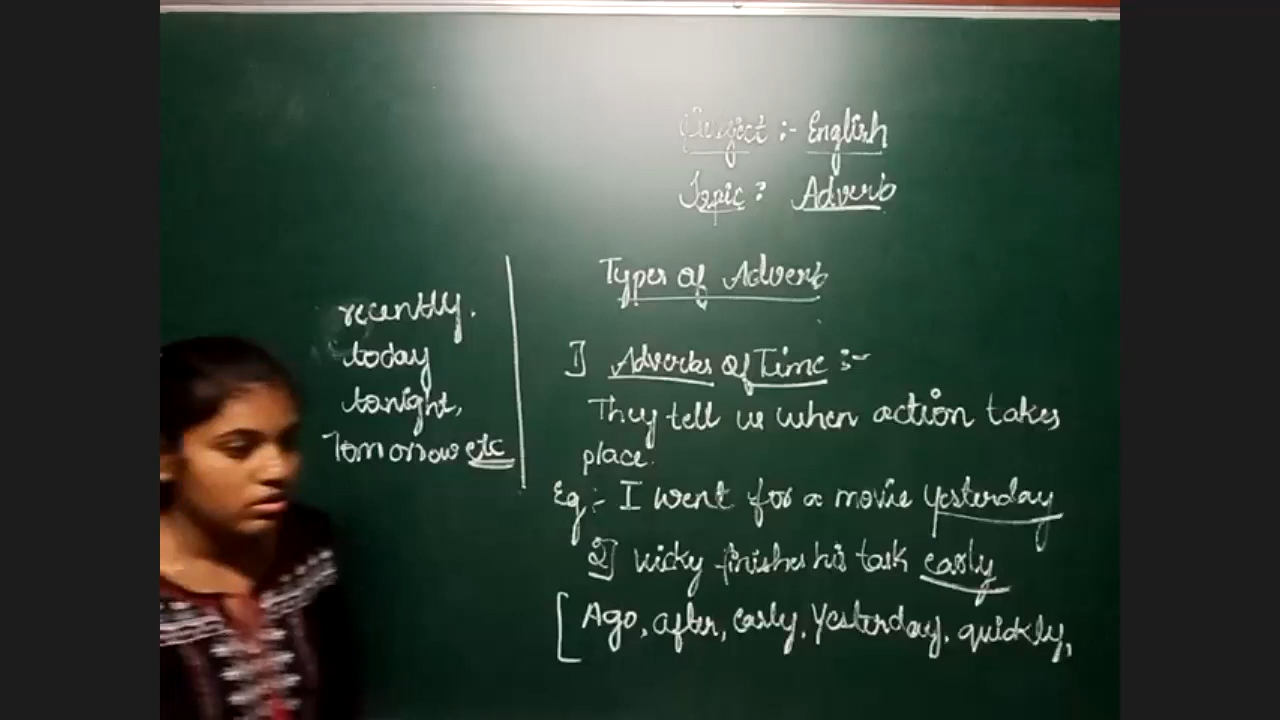 Subject :- English
Topic : Adverb
Types of Adverb
1] Adverbs of Time :-
They tell us when action takes
place.
Eg :- I went for a movie yesterday
2] Vicky finishes his task early
[ Ago, after, early, Yesterday, quickly,
recently.
today
tonight,
Tomorrow etc